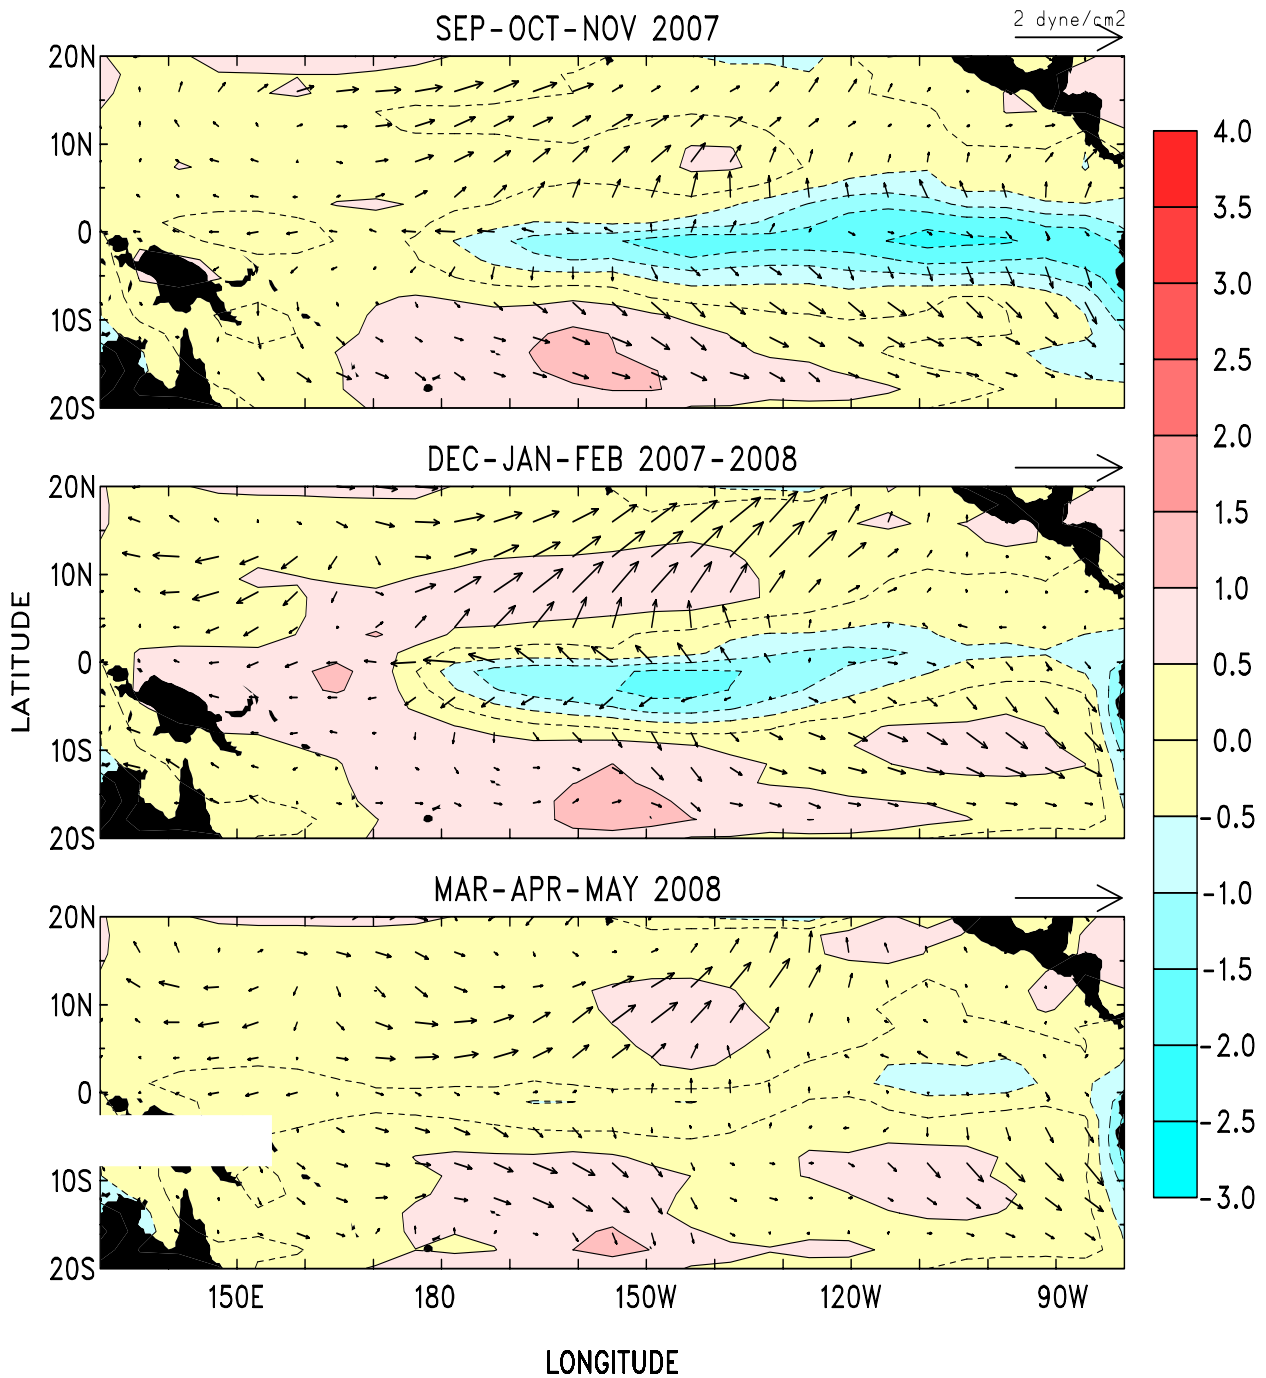 SEP-OCT-NOV 2007
2 dyne/cm2
20N
10N
0
10S
20S
DEC-JAN-FEB 2007-2008
20N
10N
0
10S
20S
MAR-APR-MAY 2008
20N
10N
0
10S
20S
150E 180 150W 120W 90W
LONGITUDE
LATITUDE
4.0
3.5
3.0
2.5
2.0
1.5
1.0
0.5
0.0
-0.5
-1.0
-1.5
-2.0
-2.5
-3.0